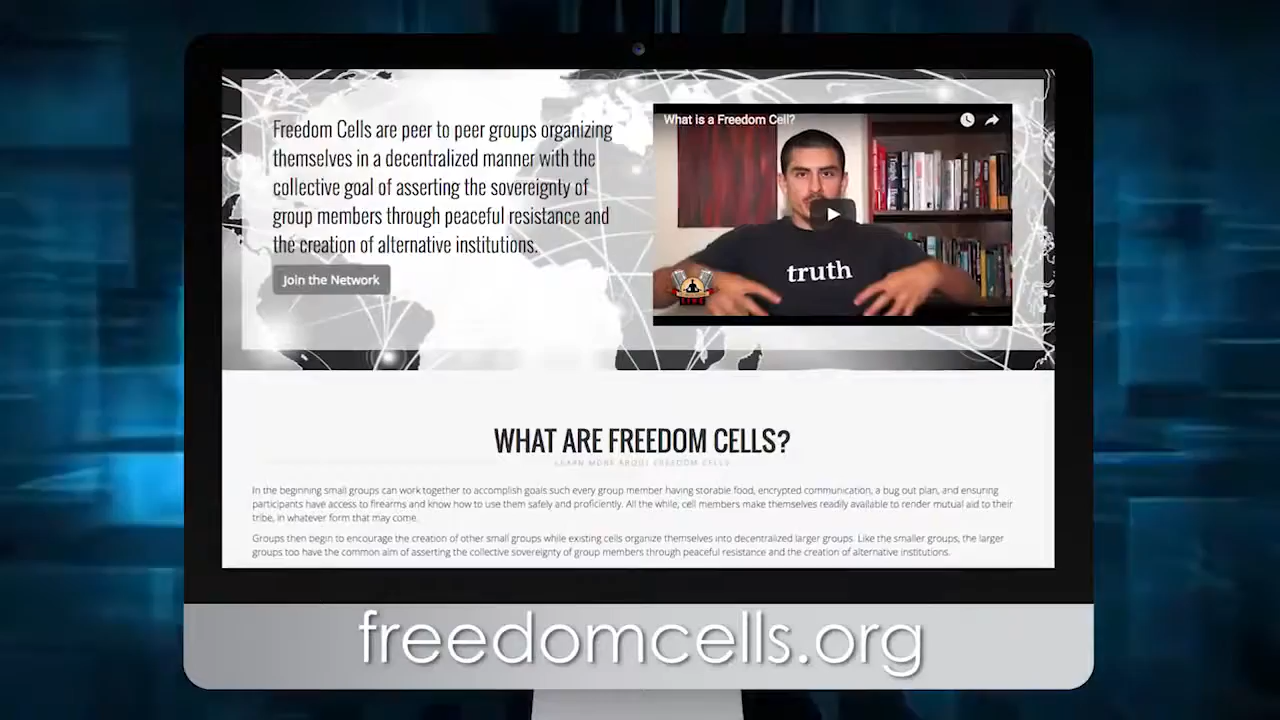 Freedom Cells are peer to peer groups organizing
themselves in a decentralized manner with the
collective goal of asserting the sovereignty of
group members through peaceful resistance and
the creation of alternative institutions.
Join the Network
What is a Freedom Cell?
truth
LIVE
WHAT ARE FREEDOM CELLS?
LEARN MORE ABOUT FREEDOM CELLS
In the beginning small groups can work together to accomplish goals such every group member having storable food, encrypted communication, a bug out plan, and ensuring
participants have access to firearms and know how to use them safely and proficiently. All the while, cell members make themselves readily available to render mutual aid to their
tribe, in whatever form that may come.
Groups then begin to encourage the creation of other small groups while existing cells organize themselves into decentralized larger groups. Like the smaller groups, the larger
groups too have the common aim of asserting the collective sovereignty of group members through peaceful resistance and the creation of alternative institutions.
freedomcells.org